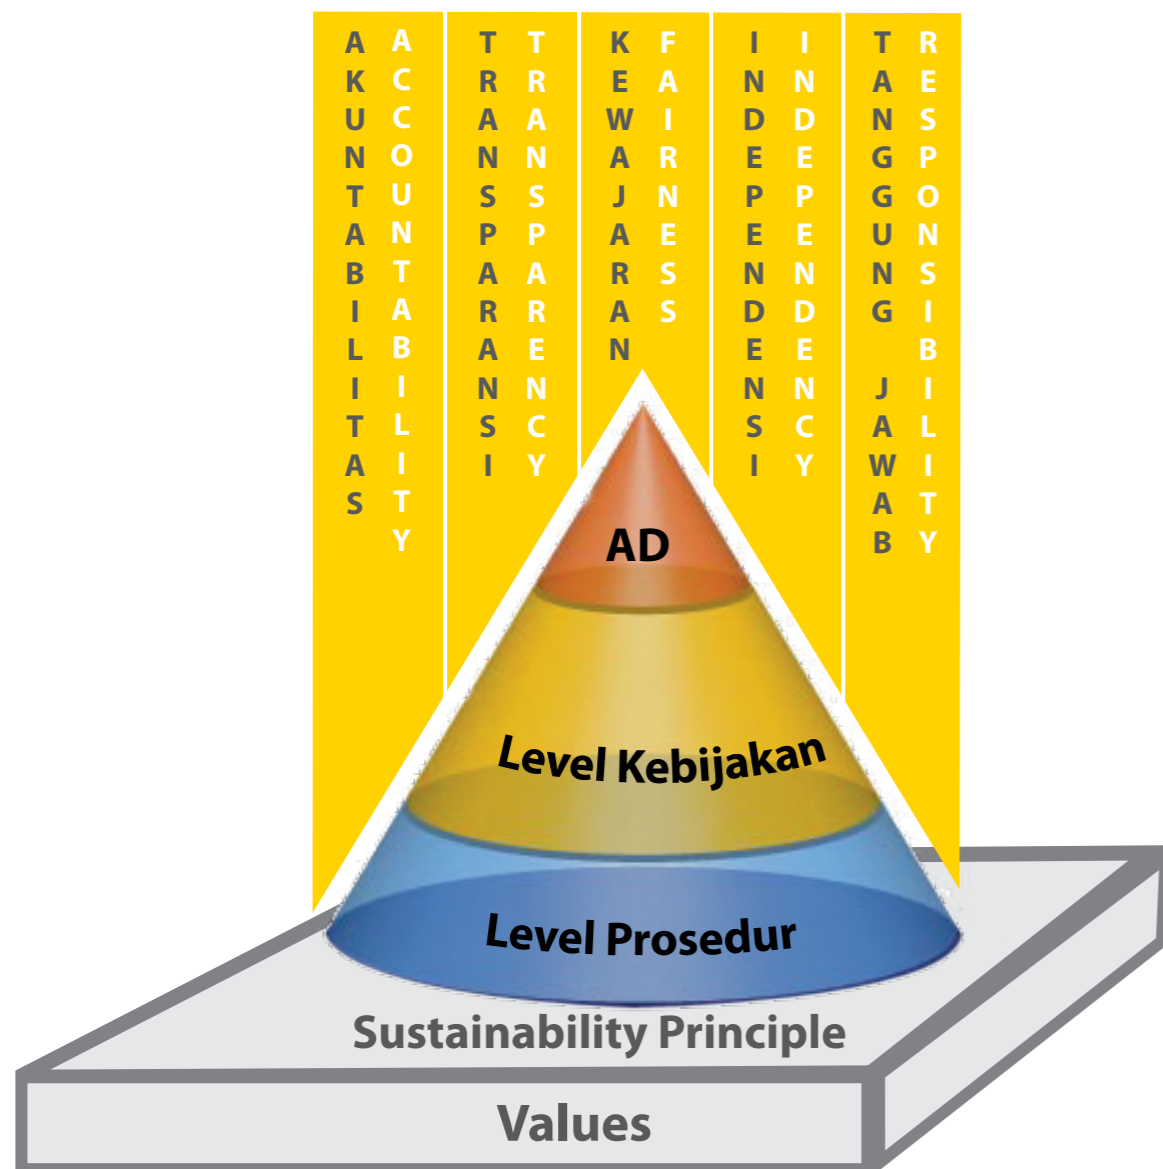 AKUNTABILITAS
ACCOUNTABILITY
TRANSPARANSI
TRANSPARENCY
KEWAJARAN
FAIRNESS
INDEPENDENSI
INDEPENDENCY
TANGGUNG JAWAB
RESPONSIBILITY
AD
Level Kebijakan
Level Prosedur
Sustainability Principle
Values